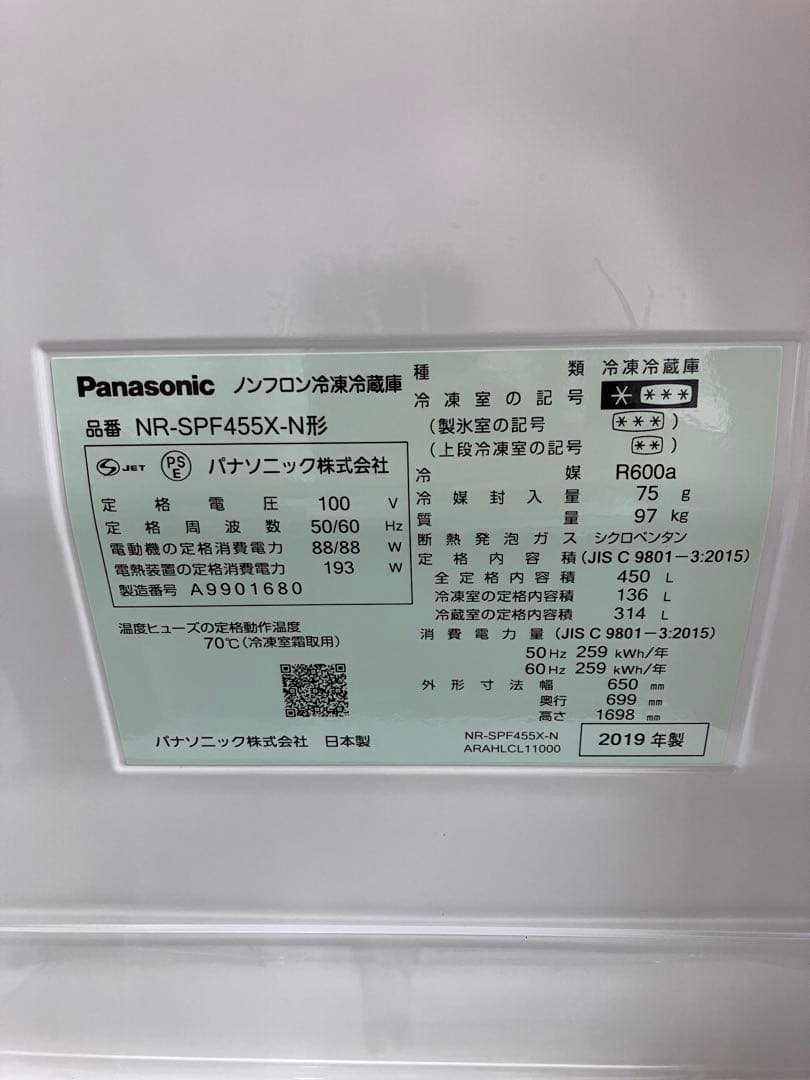 Panasonic ノンフロン冷凍冷蔵庫
品番 NR-SPF455X-N形
JET PSE パナソニック株式会社
定格電圧 100 V
定格周波数 50/60 Hz
電動機の定格消費電力 88/88 W
電熱装置の定格消費電力 193 W
製造番号 A9901680
温度ヒューズの定格動作温度
70℃(冷凍室霜取用)
パナソニック株式会社 日本製
種類 冷凍冷蔵庫
冷凍室の記号 * ***
(製氷室の記号 ***)
(上段冷凍室の記号 **)
冷媒 R600a
冷媒封入量 75 g
質量 97 kg
断熱発泡ガス シクロペンタン
定格内容積(JIS C 9801-3:2015)
全定格内容積 450 L
冷凍室の定格内容積 136 L
冷蔵室の定格内容積 314 L
消費電力量(JIS C 9801-3:2015)
50Hz 259 kWh/年
60Hz 259 kWh/年
外形寸法幅 650 mm
奥行 699 mm
高さ 1698 mm
NR-SPF455X-N
ARAHLCL11000
2019年製